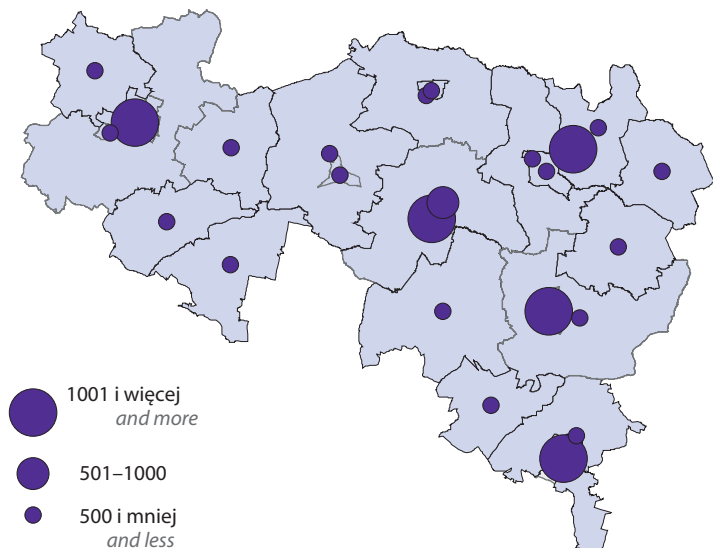 1001 i więcej
and more
501–1000
500 i mniej
and less